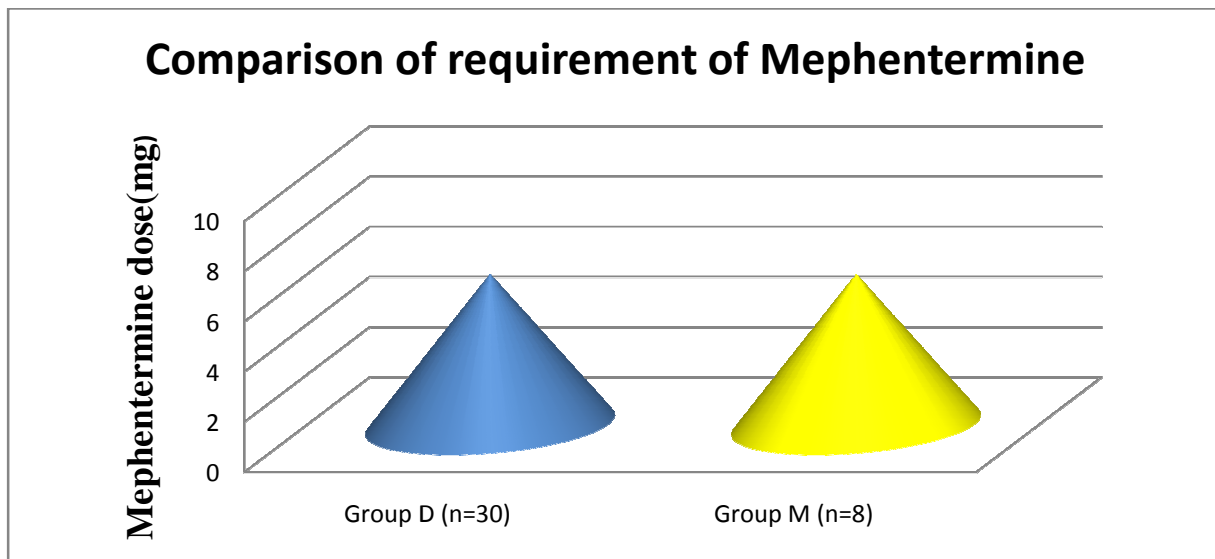 Comparison of requirement of Mephentermine
Mephentermine dose(mg)
10
8
6
4
2
0
Group D (n=30)
Group M (n=8)